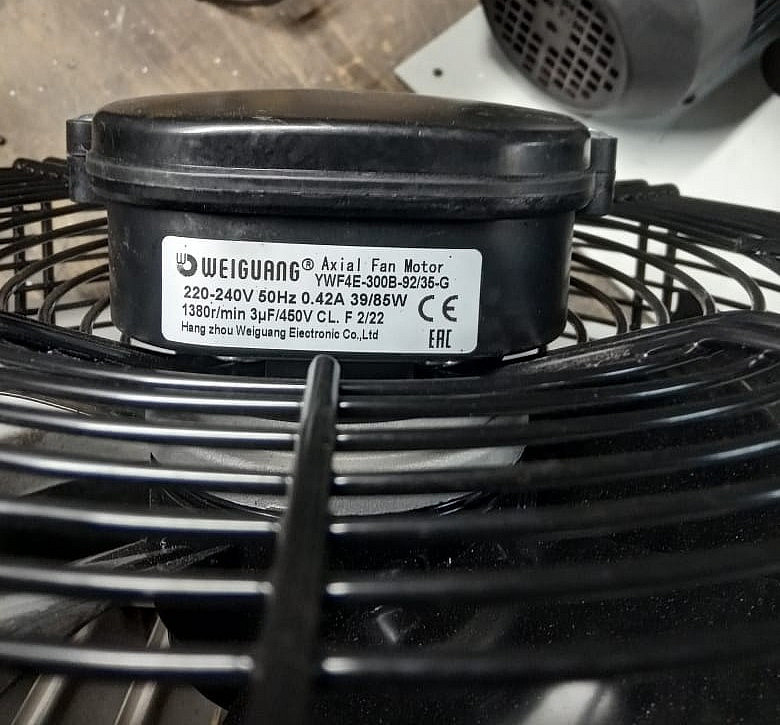 WEIGUANG® Axial Fan Motor
YWF4E-300B-92/35-G
220-240V 50Hz 0.42A 39/85W
1380r/min 3μF/450V CL. F 2/22
Hang zhou Weiguang Electronic Co.,Ltd
CE
EAC